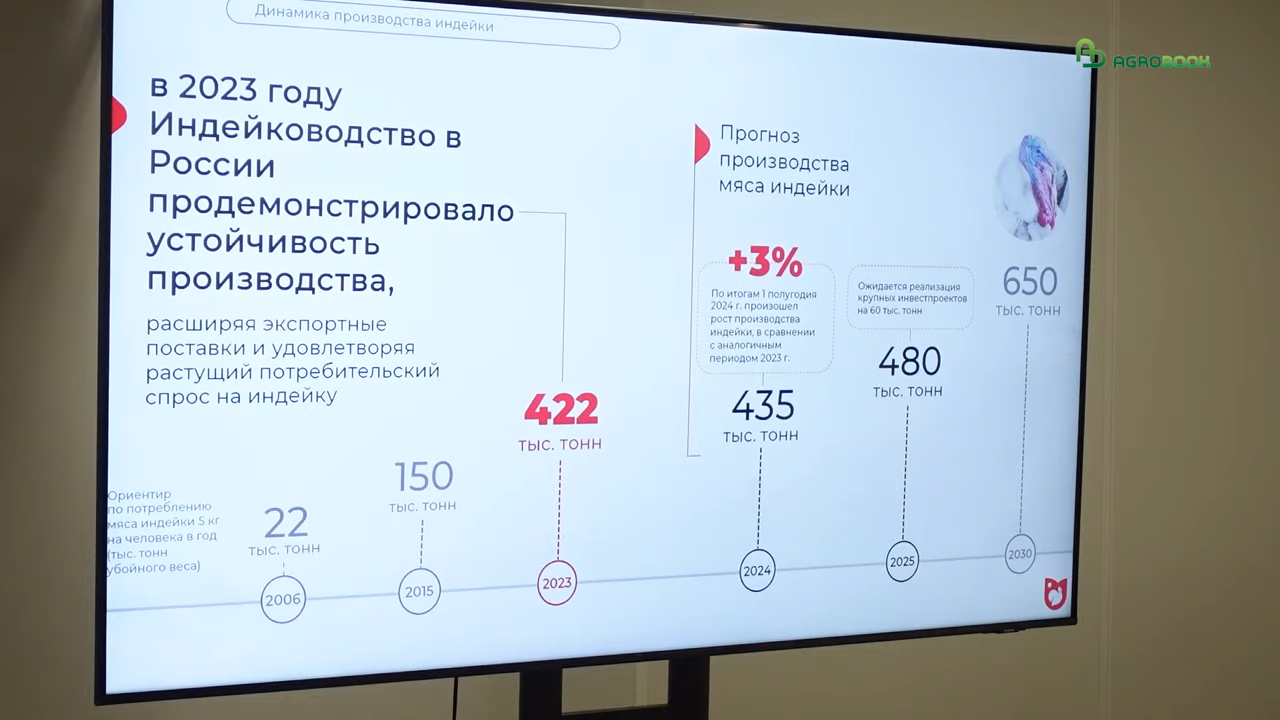 Динамика производства индейки
AGROBOOK
в 2023 году
Индейководство в
России
продемонстрировало
устойчивость
производства,
расширяя экспортные
поставки и удовлетворяя
растущий потребительский
спрос на индейку
Ориентир
по потреблению
мяса индейки 5 кг
на человека в год
(тыс. тонн
убойного веса)
22
тыс. тонн
2006
150
тыс. тонн
2015
422
тыс. тонн
2023
Прогноз
производства
мяса индейки
+3%
По итогам 1 полугодия
2024 г. произошел
рост производства
индейки, в сравнении
с аналогичным
периодом 2023 г.
435
тыс. тонн
2024
Ожидается реализация
крупных инвестпроектов
на 60 тыс. тонн
480
тыс. тонн
2025
650
тыс. тонн
2030